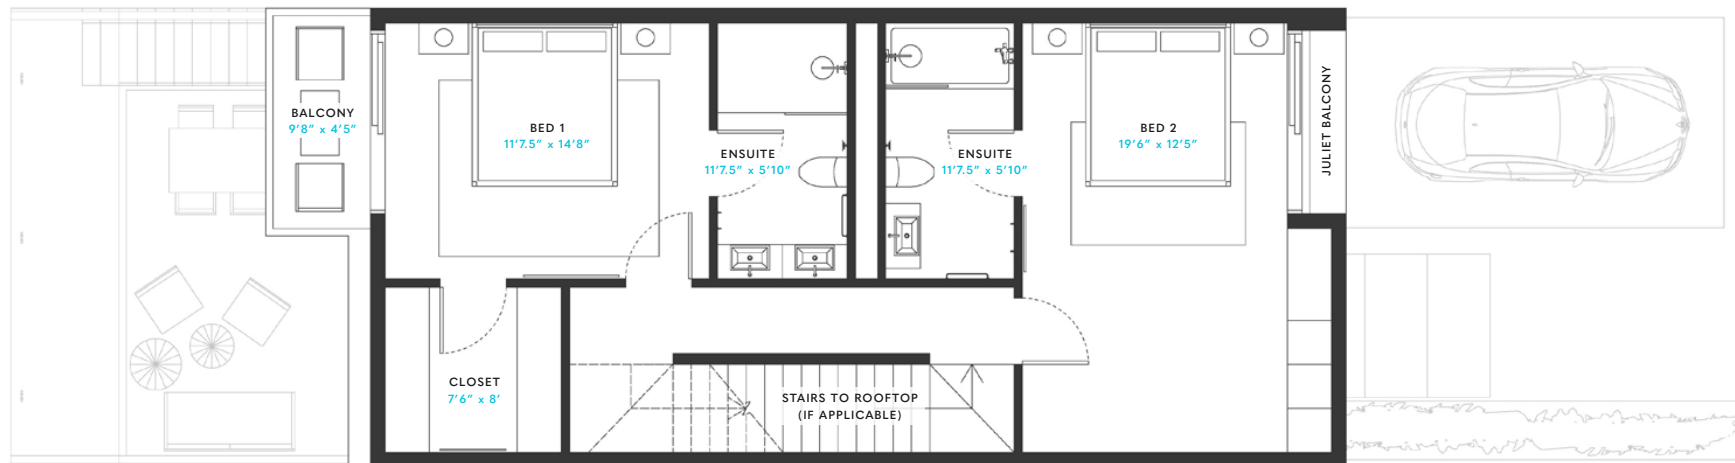 BALCONY
9'8" x 4'5"
BED 1
11'7.5" x 14'8"
ENSUITE
11'7.5" x 5'10"
ENSUITE
11'7.5" x 5'10"
BED 2
19'6" x 12'5"
JULIET BALCONY
CLOSET
7'6" x 8'
STAIRS TO ROOFTOP
(IF APPLICABLE)